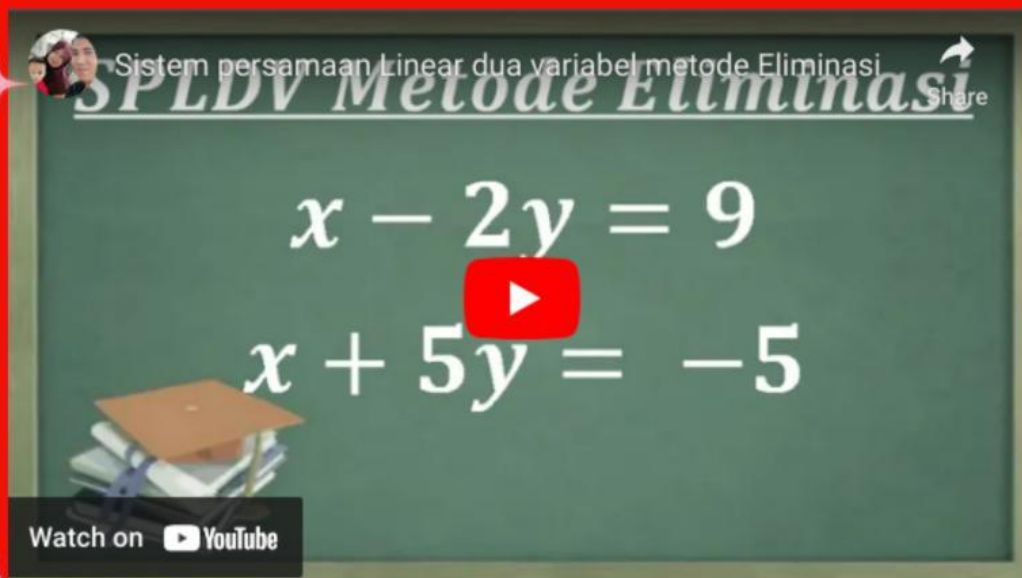 Sistem persamaan Linear dua variabel metode Eliminasi
SPLDV Metode Eliminasi
Share
x − 2y = 9
x + 5y = −5
Watch on YouTube